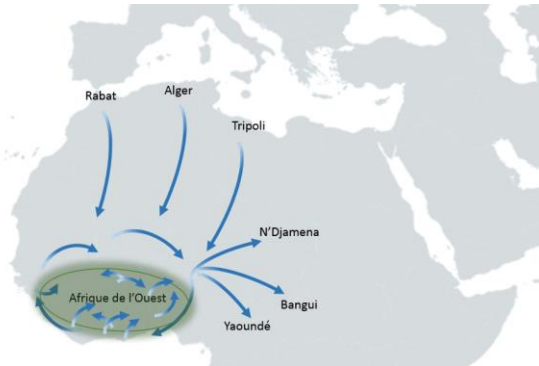 Rabat
Alger
Tripoli
N'Djamena
Afrique de l'Ouest
Bangui
Yaoundé